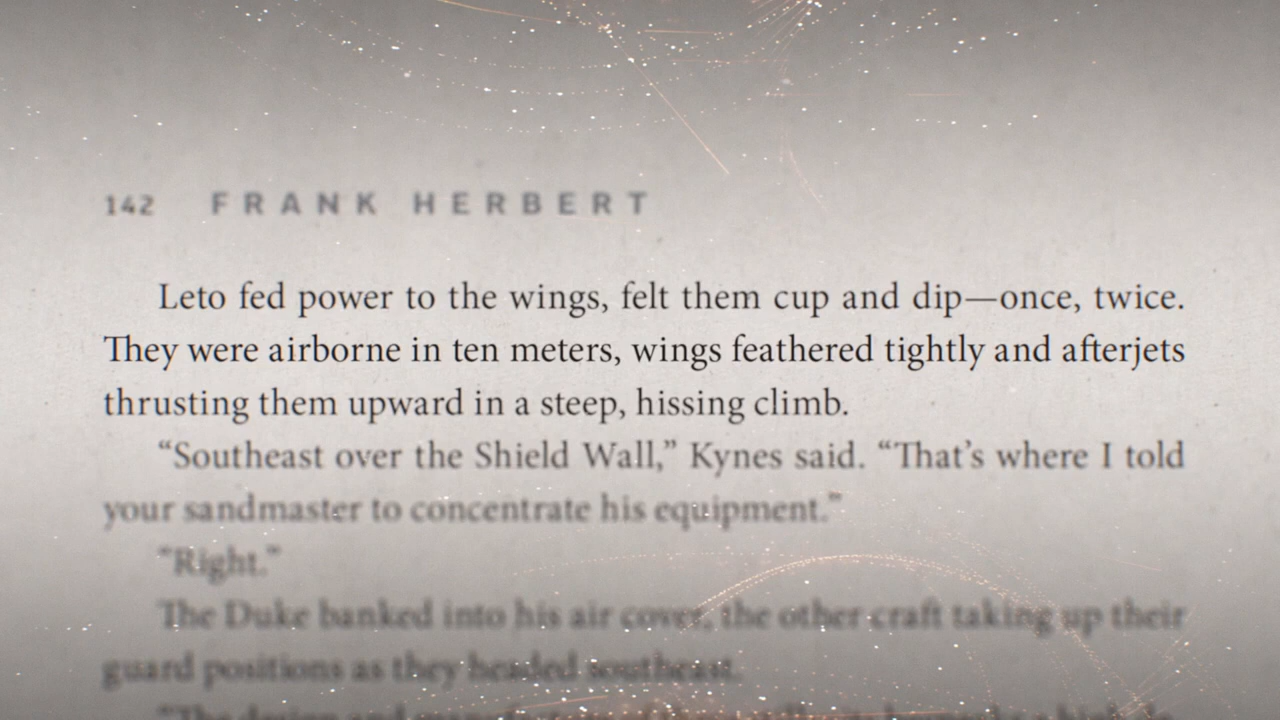 142 FRANK HERBERT
Leto fed power to the wings, felt them cup and dip—once, twice.
They were airborne in ten meters, wings feathered tightly and afterjets
thrusting them upward in a steep, hissing climb.
“Southeast over the Shield Wall,” Kynes said. “That’s where I told
your sandmaster to concentrate his equipment.”
“Right.”
The Duke banked into his air cover, the other craft taking up their
guard positions as they headed southeast.
“The design and